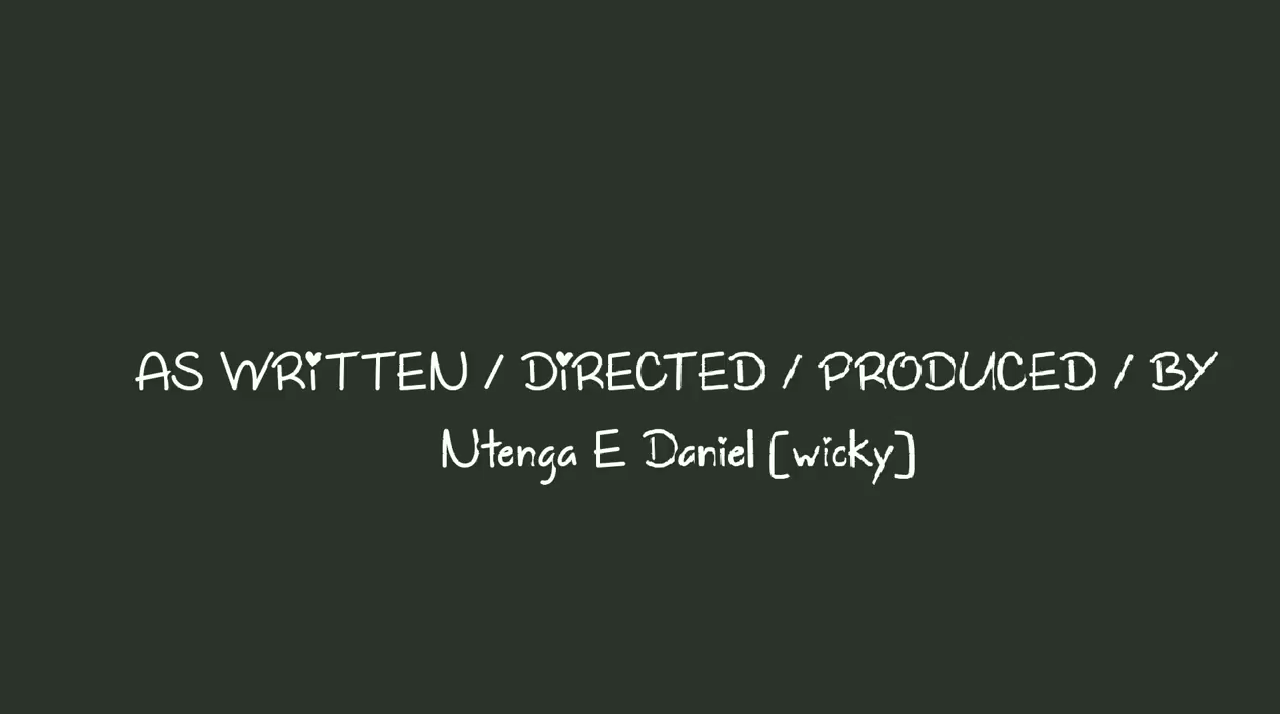 AS WRiTTEN / DiRECTED / PRODUCED / BY
Ntenga E Daniel [wicky]